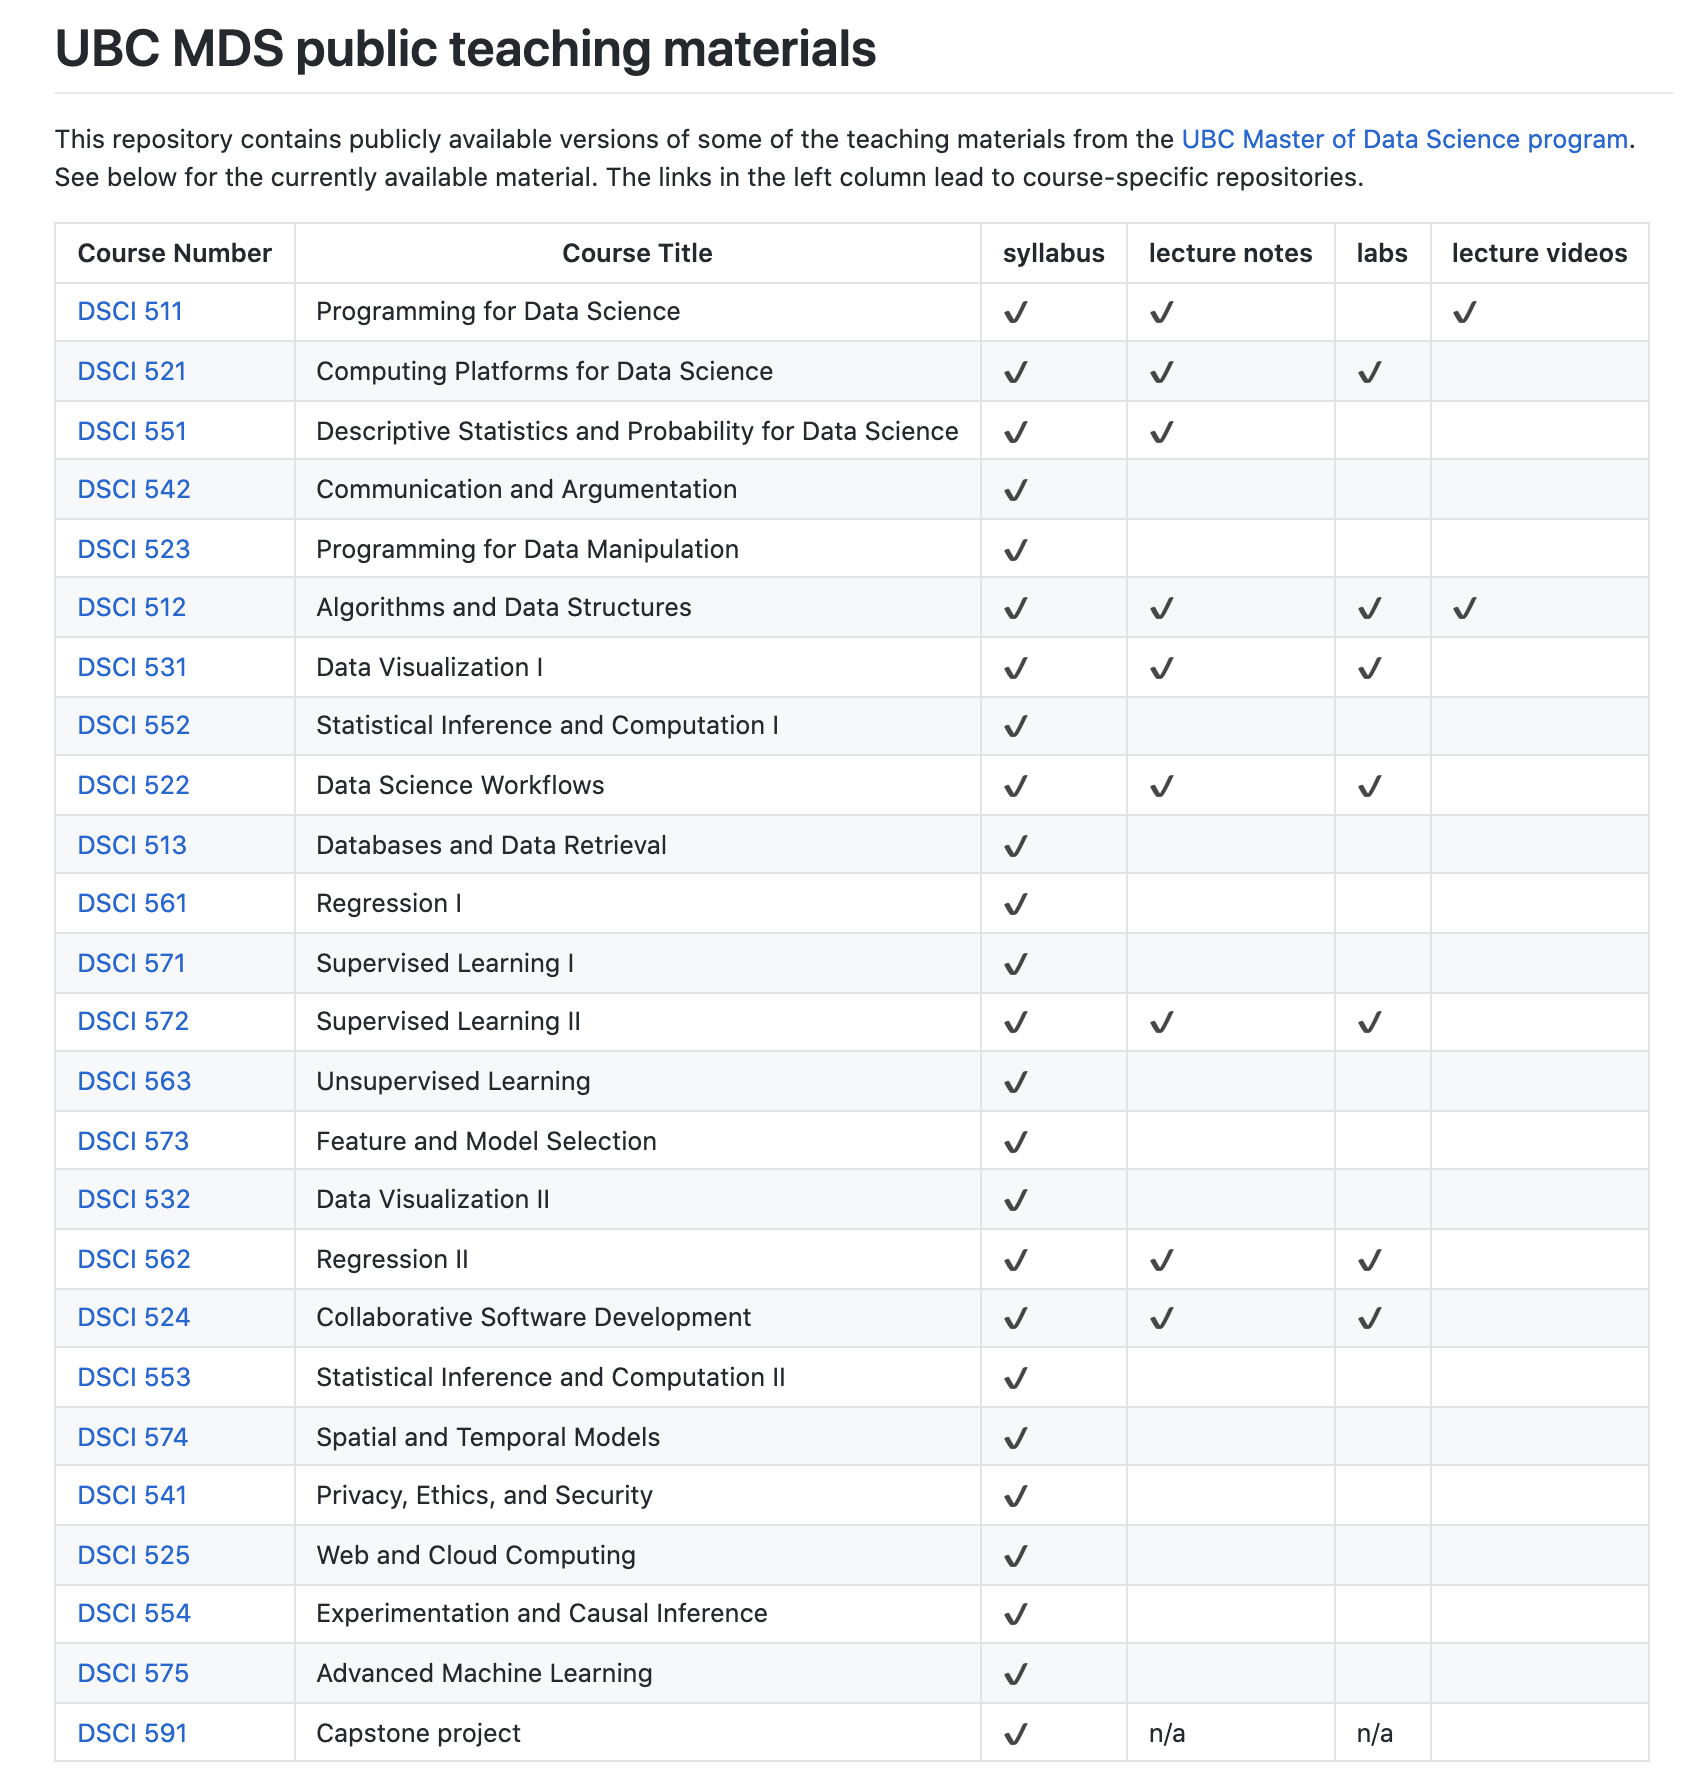 UBC MDS public teaching materials
This repository contains publicly available versions of some of the teaching materials from the UBC Master of Data Science program.
See below for the currently available material. The links in the left column lead to course-specific repositories.
Course Number Course Title syllabus lecture notes labs lecture videos
DSCI 511 Programming for Data Science ✓ ✓ ✓
DSCI 521 Computing Platforms for Data Science ✓ ✓ ✓
DSCI 551 Descriptive Statistics and Probability for Data Science ✓ ✓
DSCI 542 Communication and Argumentation ✓
DSCI 523 Programming for Data Manipulation ✓
DSCI 512 Algorithms and Data Structures ✓ ✓ ✓ ✓
DSCI 531 Data Visualization I ✓ ✓ ✓
DSCI 552 Statistical Inference and Computation I ✓
DSCI 522 Data Science Workflows ✓ ✓ ✓
DSCI 513 Databases and Data Retrieval ✓
DSCI 561 Regression I ✓
DSCI 571 Supervised Learning I ✓
DSCI 572 Supervised Learning II ✓ ✓ ✓
DSCI 563 Unsupervised Learning ✓
DSCI 573 Feature and Model Selection ✓
DSCI 532 Data Visualization II ✓
DSCI 562 Regression II ✓ ✓ ✓
DSCI 524 Collaborative Software Development ✓ ✓ ✓
DSCI 553 Statistical Inference and Computation II ✓
DSCI 574 Spatial and Temporal Models ✓
DSCI 541 Privacy, Ethics, and Security ✓
DSCI 525 Web and Cloud Computing ✓
DSCI 554 Experimentation and Causal Inference ✓
DSCI 575 Advanced Machine Learning ✓
DSCI 591 Capstone project ✓ n/a n/a